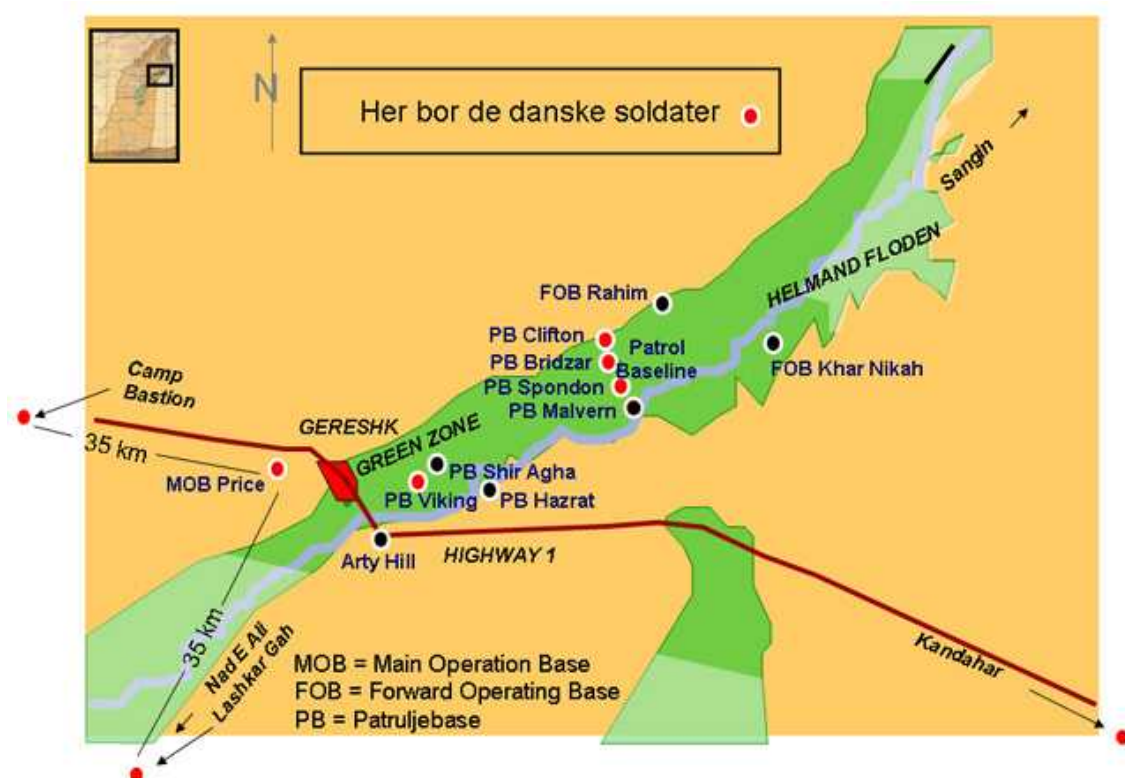 N
Her bor de danske soldater
Sangin
HELMAND FLODEN
FOB Rahim
PB Clifton
Patrol
Baseline
PB Bridzar
FOB Khar Nikah
PB Spondon
PB Malvern
Camp
Bastion
GERESHK
35 km
GREEN ZONE
MOB Price
PB Shir Agha
PB Viking
PB Hazrat
Arty Hill
HIGHWAY 1
35 km
Nad E Ali
Lashkar Gah
Kandahar
MOB = Main Operation Base
FOB = Forward Operating Base
PB = Patruljebase